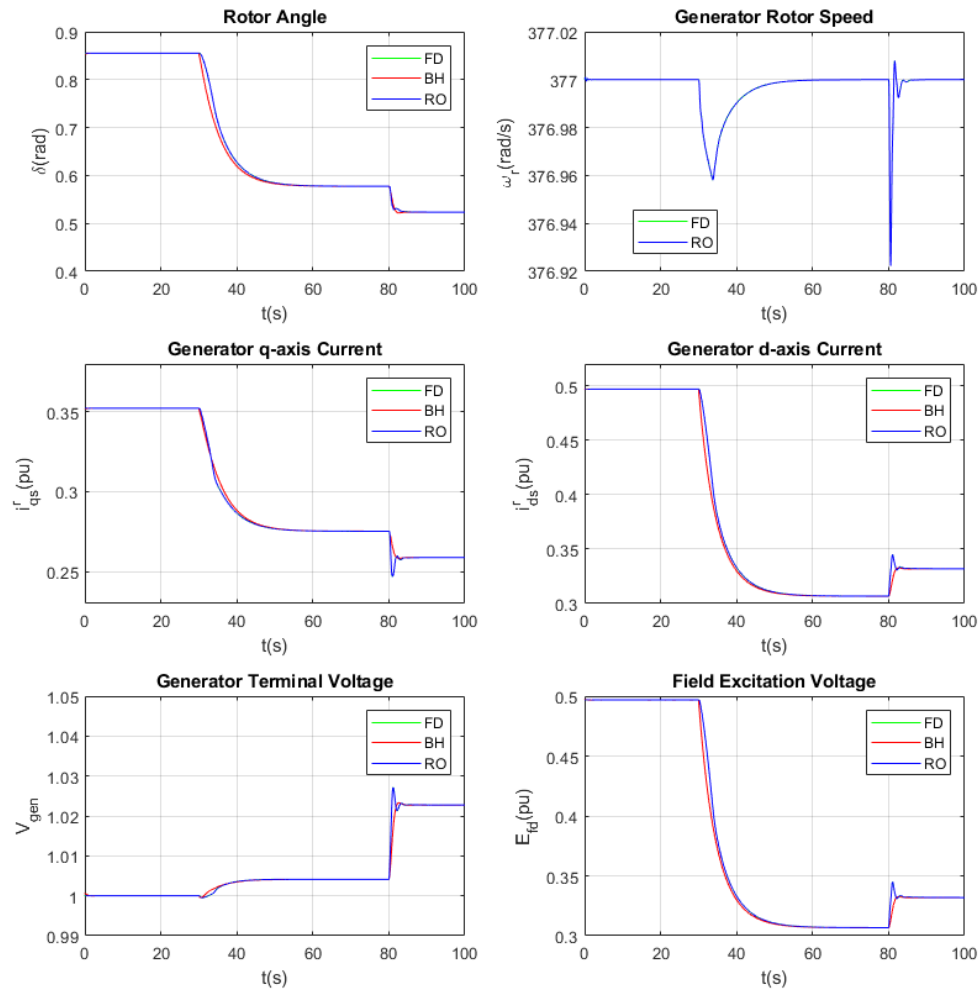 Rotor Angle
0.9
0.8
0.7
0.6
0.5
0.4
δ(rad)
FD
BH
RO
0 20 40 60 80 100
t(s)
Generator Rotor Speed
377.02
377
376.98
376.96
376.94
376.92
ω_r(rad/s)
FD
RO
0 20 40 60 80 100
t(s)
Generator q-axis Current
0.35
0.3
0.25
i^r_qs(pu)
FD
BH
RO
0 20 40 60 80 100
t(s)
Generator d-axis Current
0.5
0.45
0.4
0.35
0.3
i^r_ds(pu)
FD
BH
RO
0 20 40 60 80 100
t(s)
Generator Terminal Voltage
1.05
1.04
1.03
1.02
1.01
1
0.99
V_gen
FD
BH
RO
0 20 40 60 80 100
t(s)
Field Excitation Voltage
0.5
0.45
0.4
0.35
0.3
E_fd(pu)
FD
BH
RO
0 20 40 60 80 100
t(s)